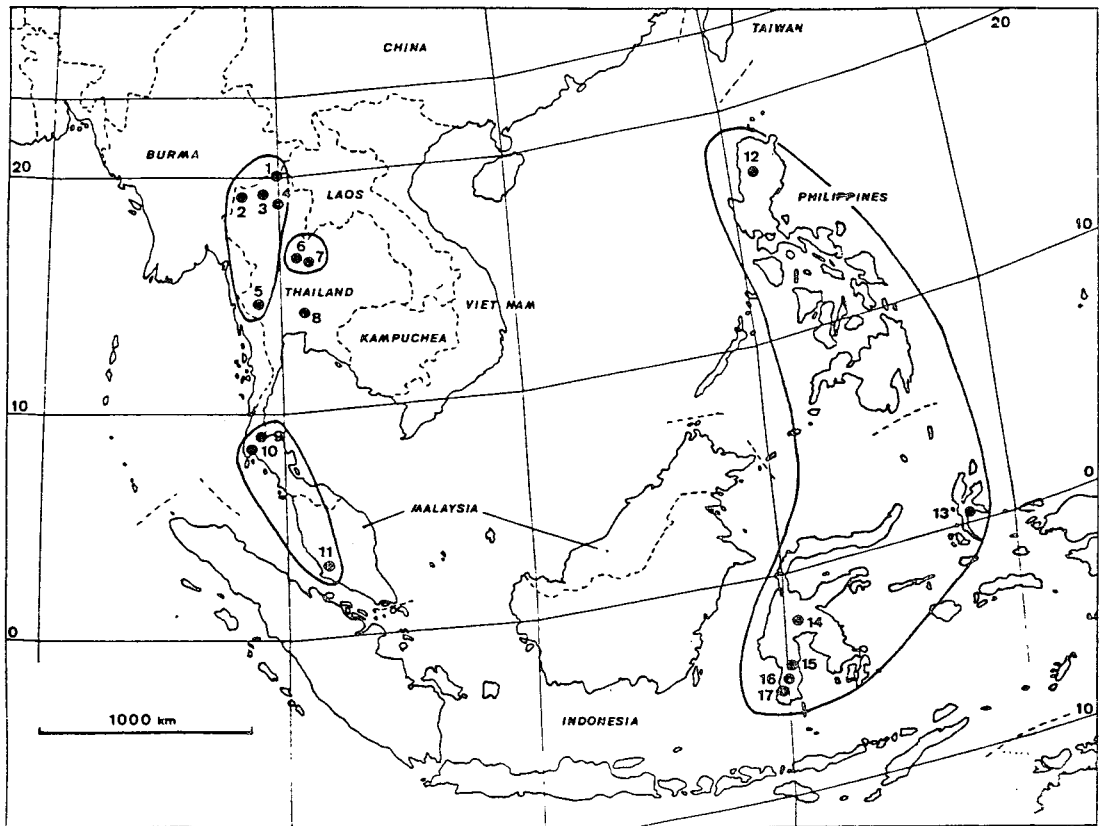 TAIWAN
20
CHINA
BURMA
12
20
1
LAOS
4
2
3
PHILIPPINES
10
6
7
5
THAILAND
VIET NAM
8
KAMPUCHEA
10
9
10
0
MALAYSIA
13
11
14
0
15
16
17
1000 km
INDONESIA
10